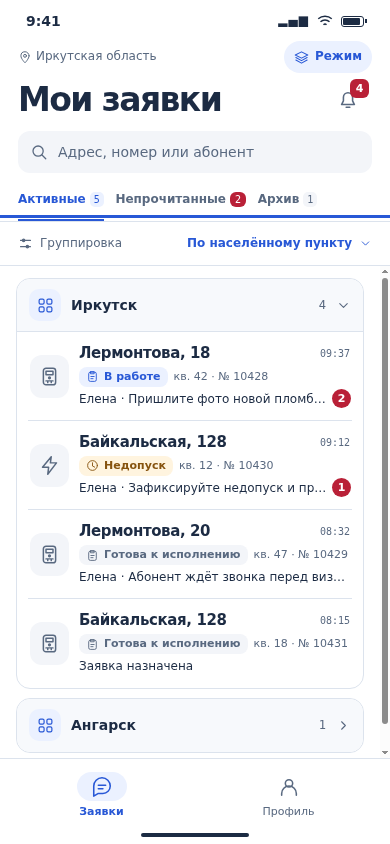 9:41
Иркутская область
Режим
Мои заявки
4
Адрес, номер или абонент
Активные 5 Непрочитанные 2 Архив 1
Группировка По населённому пункту
Иркутск 4
Лермонтова, 18 09:37
В работе кв. 42 · № 10428
Елена · Пришлите фото новой пломб... 2
Байкальская, 128 09:12
Недопуск кв. 12 · № 10430
Елена · Зафиксируйте недопуск и пр... 1
Лермонтова, 20 08:32
Готова к исполнению кв. 47 · № 10429
Елена · Абонент ждёт звонка перед виз...
Байкальская, 128 08:15
Готова к исполнению кв. 18 · № 10431
Заявка назначена
Ангарск 1
Заявки Профиль